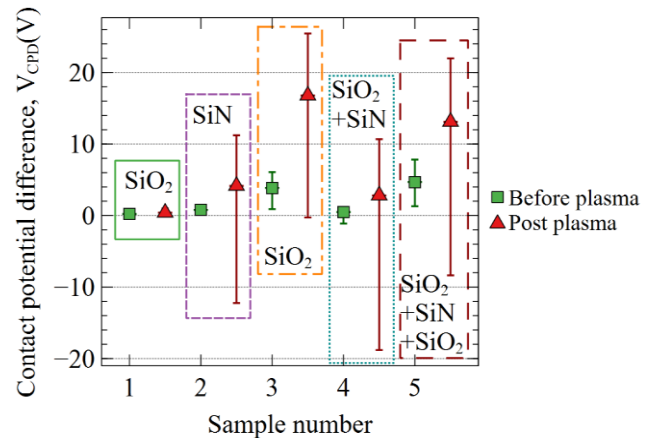 Contact potential difference, V_CPD(V)
20
10
0
−10
−20
SiO₂
SiN
SiO₂
SiO₂
+SiN
SiO₂
+SiN
+SiO₂
1 2 3 4 5
Sample number
Before plasma
Post plasma